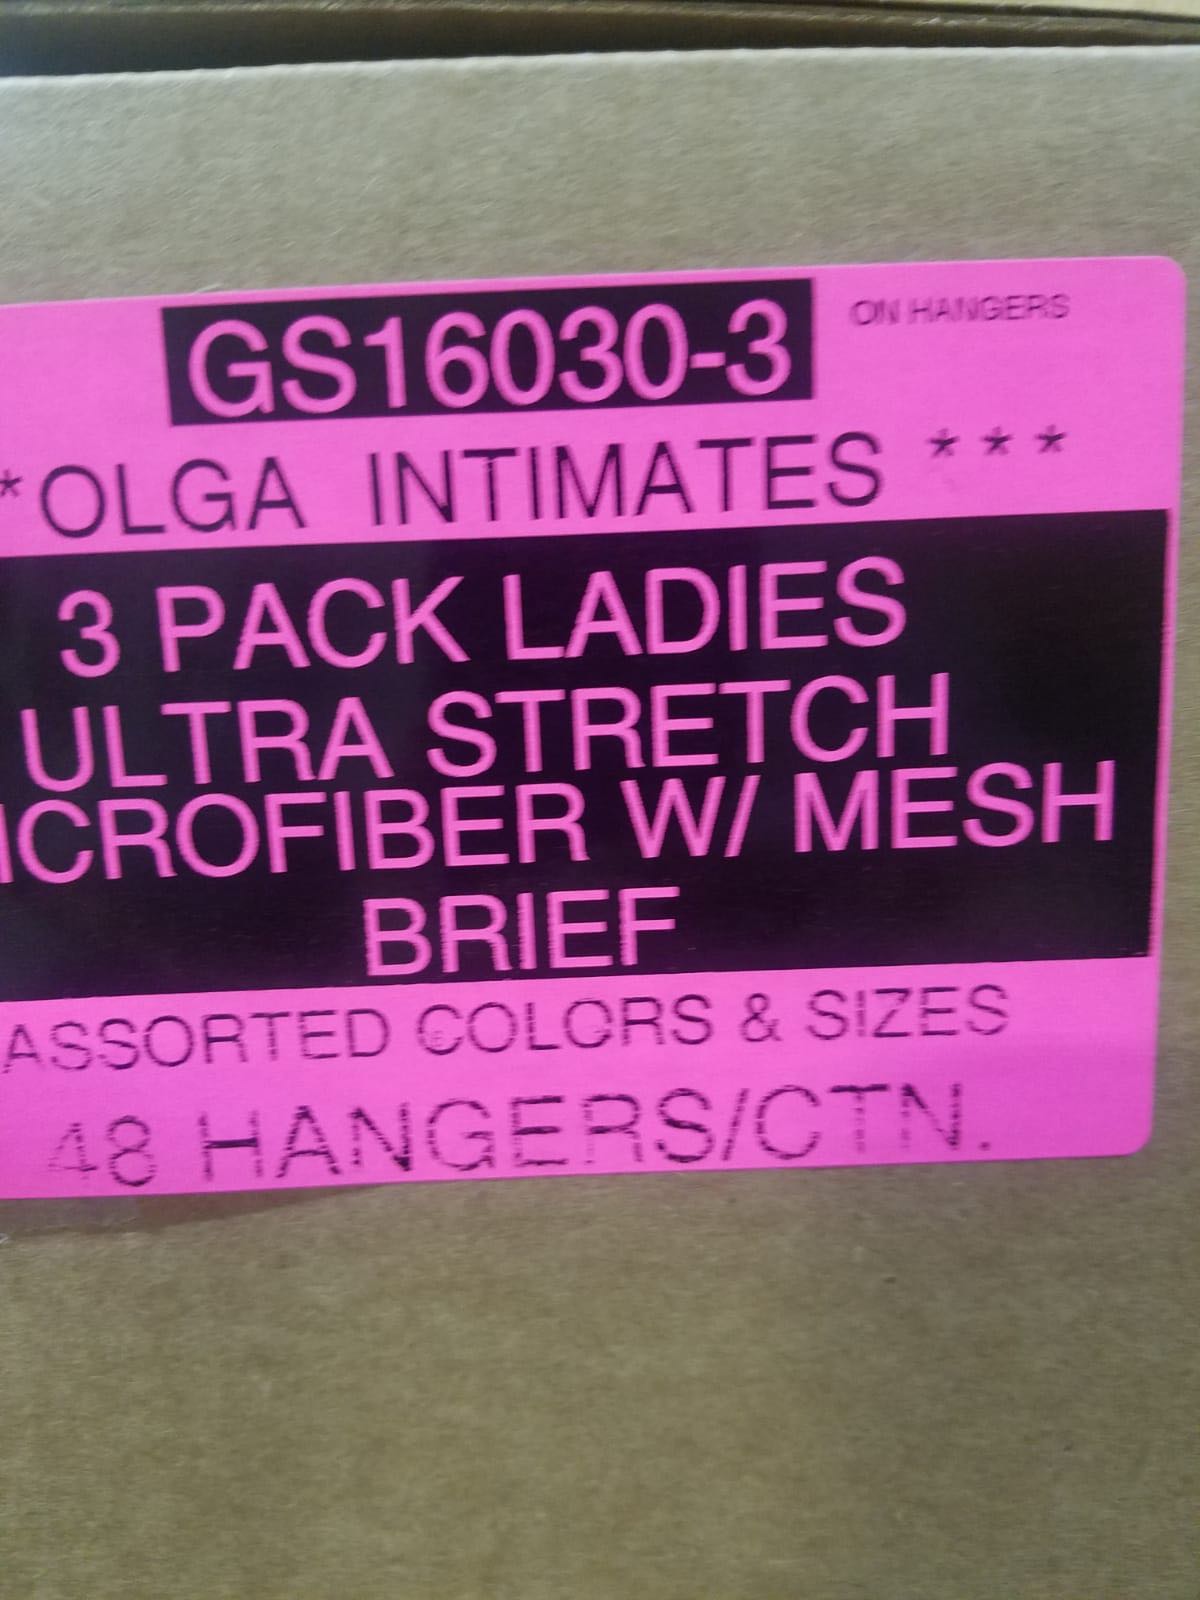 GS16030-3 ON HANGERS
*OLGA INTIMATES ***
3 PACK LADIES
ULTRA STRETCH
ICROFIBER W/ MESH
BRIEF
ASSORTED COLORS & SIZES
48 HANGERS/CTN.